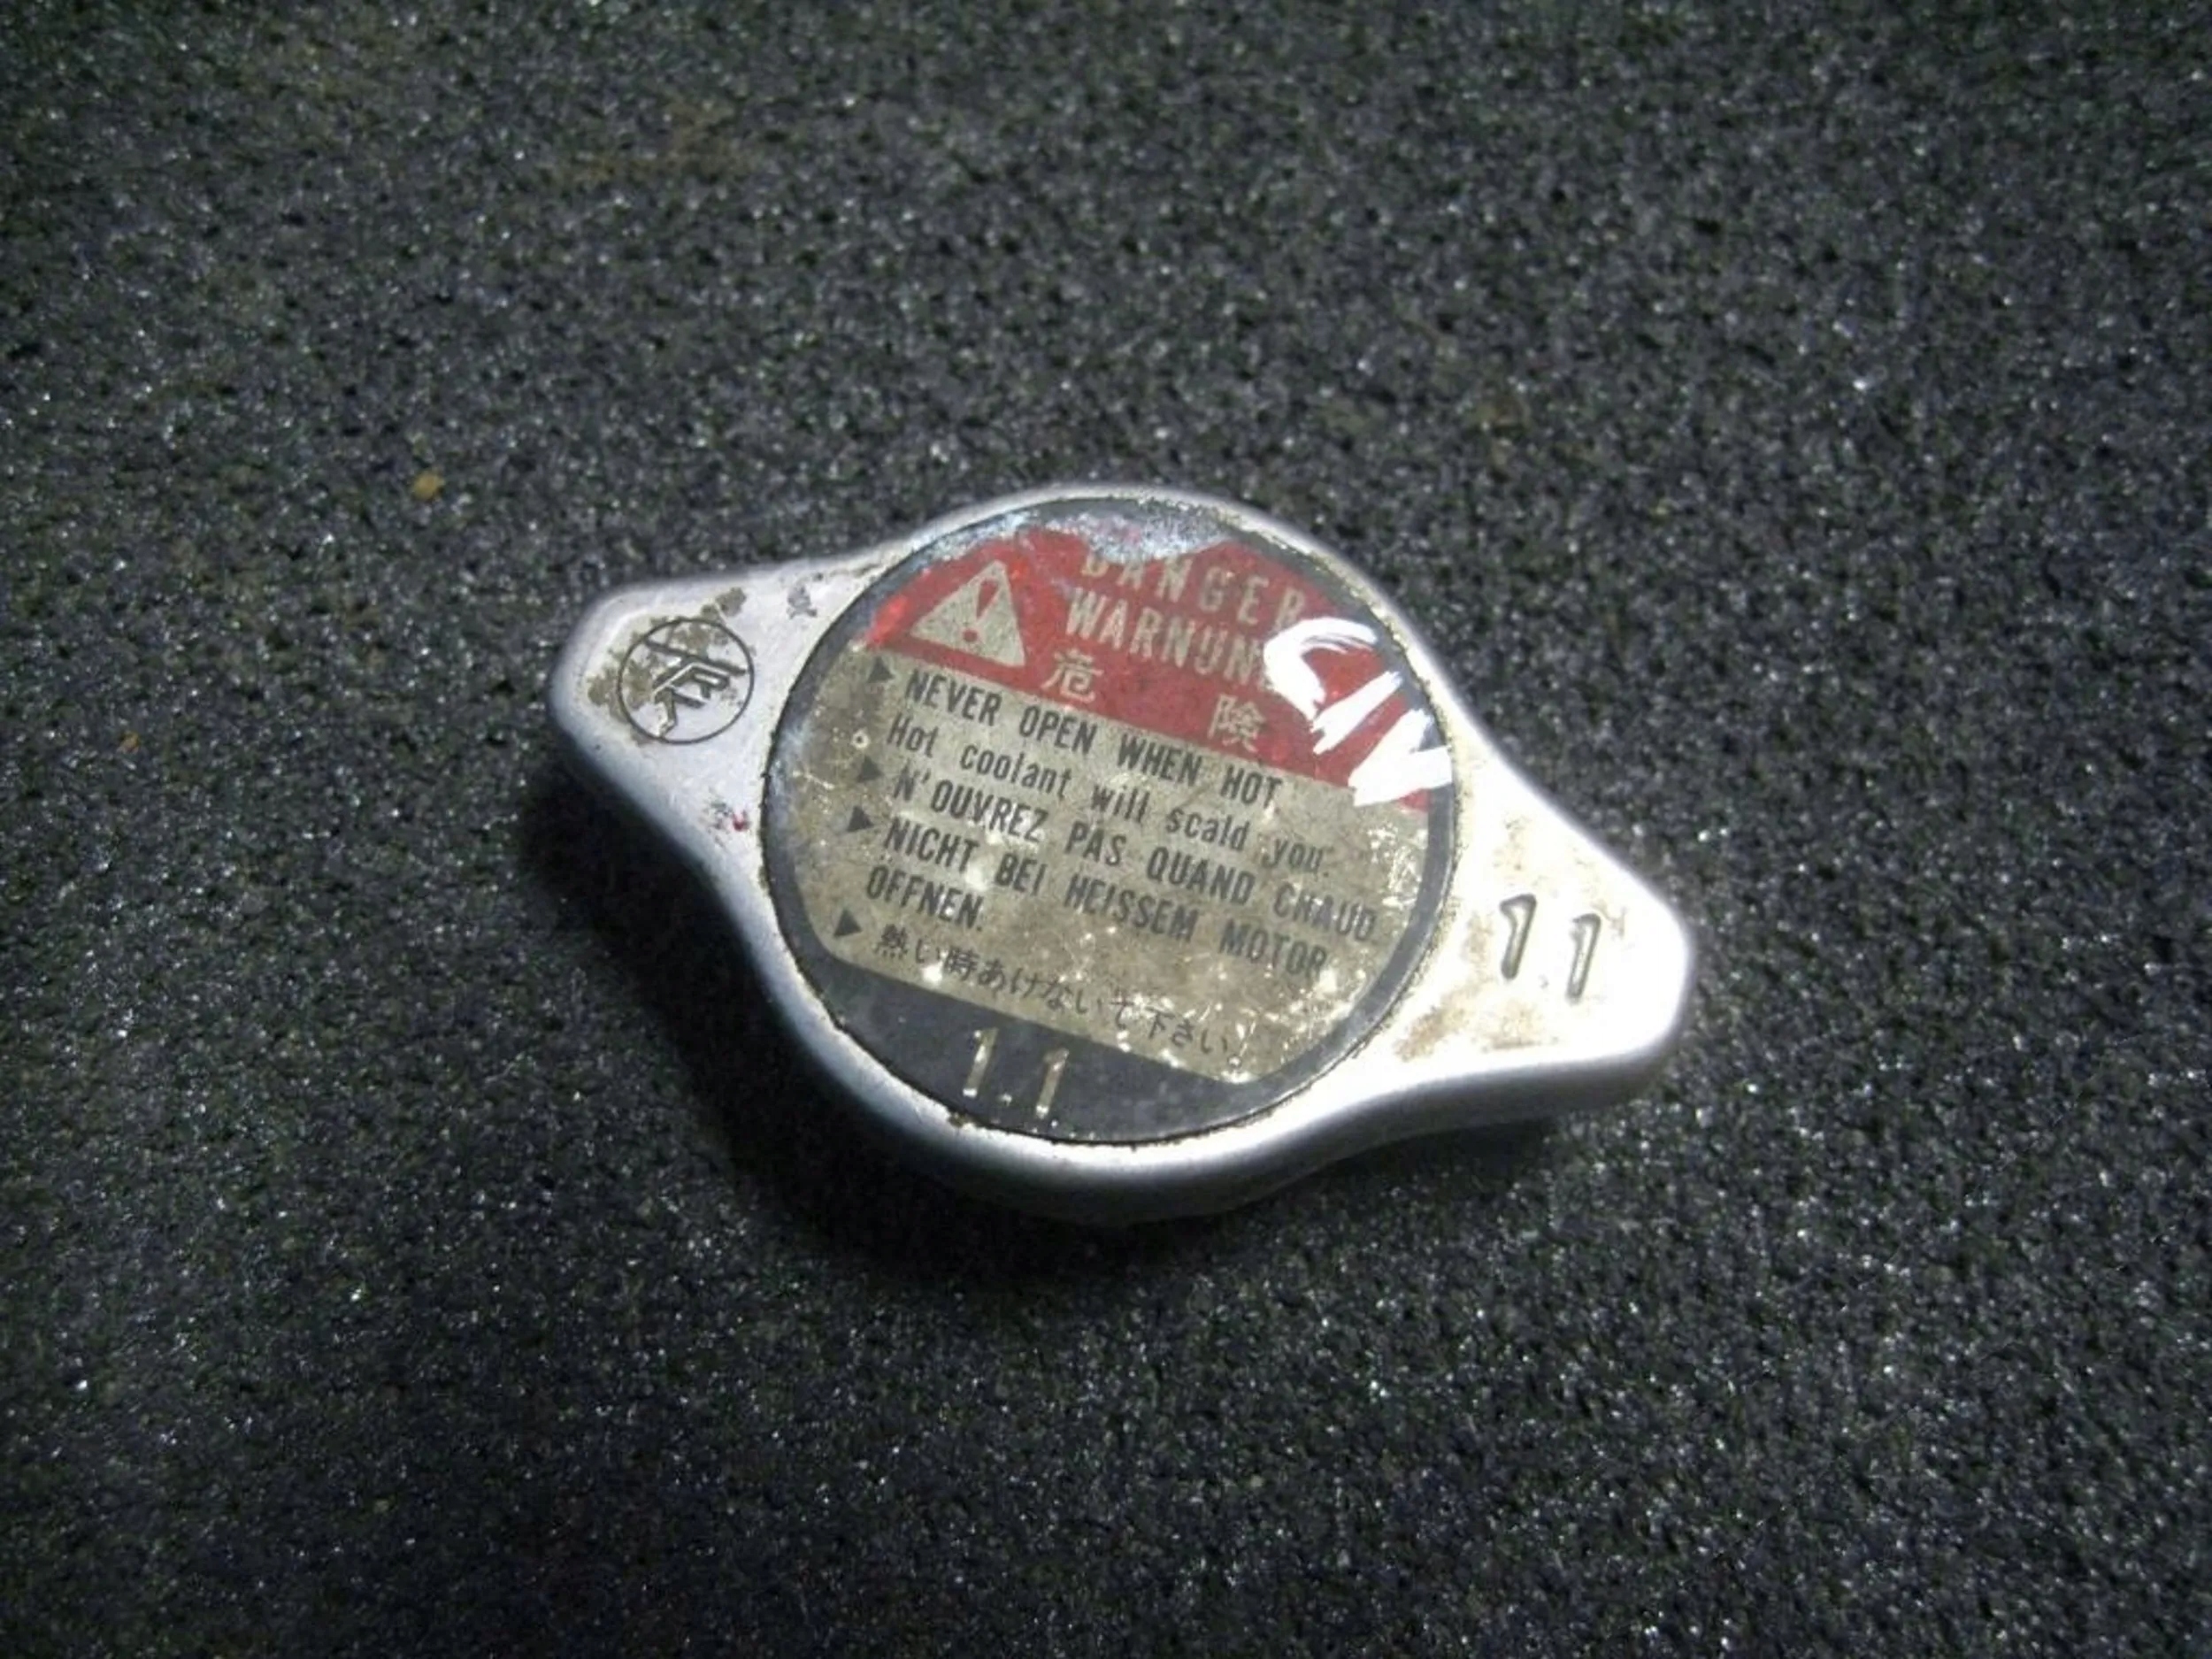 DANGER
WARNUNG
危 険
▶ NEVER OPEN WHEN HOT
Hot coolant will scald you.
▶ N'OUVREZ PAS QUAND CHAUD
▶ NICHT BEI HEISSEM MOTOR
ÖFFNEN.
▶ 熱い時あけないで下さい。
1.1
1.1